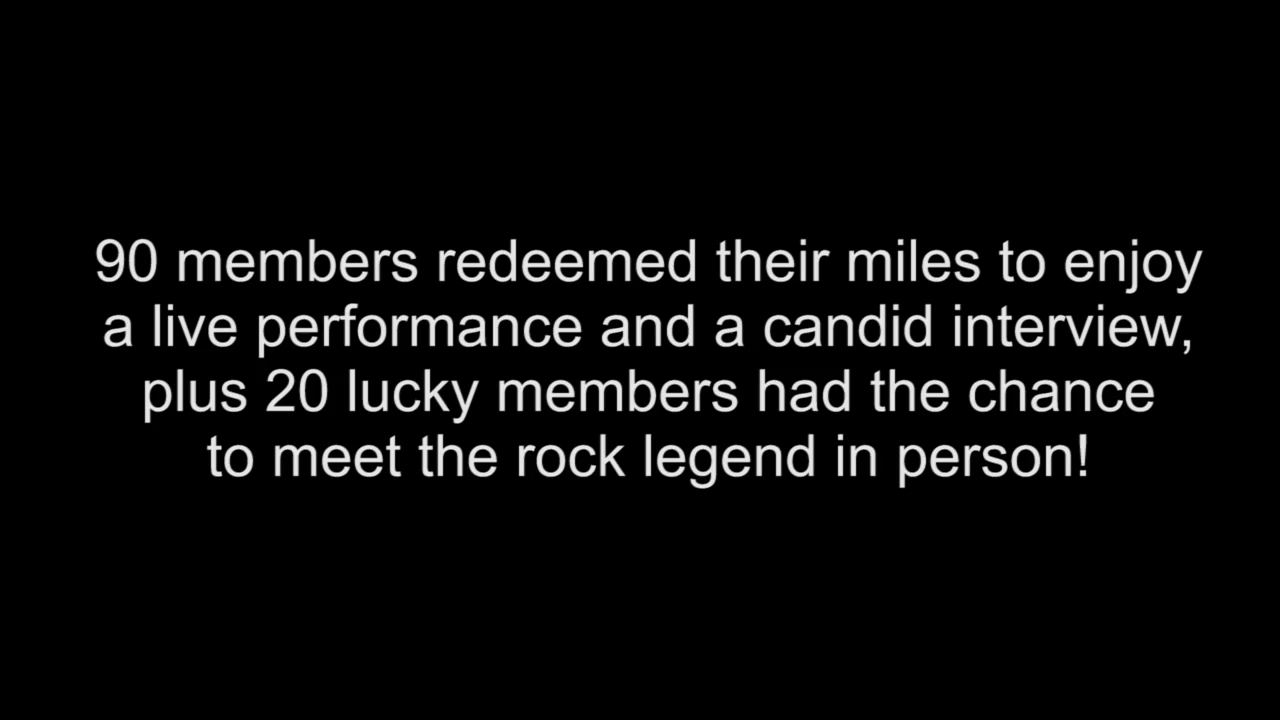 90 members redeemed their miles to enjoy
a live performance and a candid interview,
plus 20 lucky members had the chance
to meet the rock legend in person!